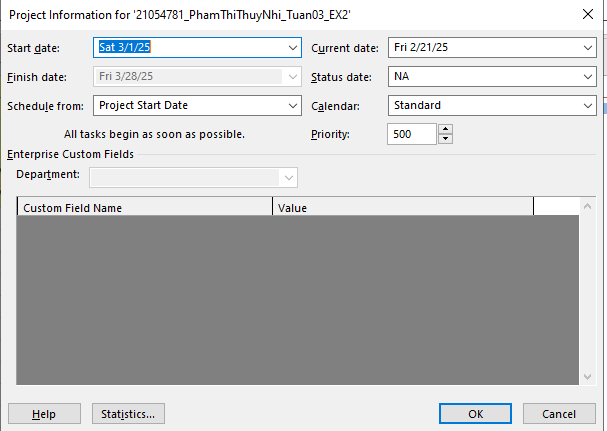 Project Information for '21054781_PhamThiThuyNhi_Tuan03_EX2'
Start date: Sat 3/1/25 Current date: Fri 2/21/25
Finish date: Fri 3/28/25 Status date: NA
Schedule from: Project Start Date Calendar: Standard
All tasks begin as soon as possible. Priority: 500
Enterprise Custom Fields
Department:
Custom Field Name Value
Help Statistics... OK Cancel